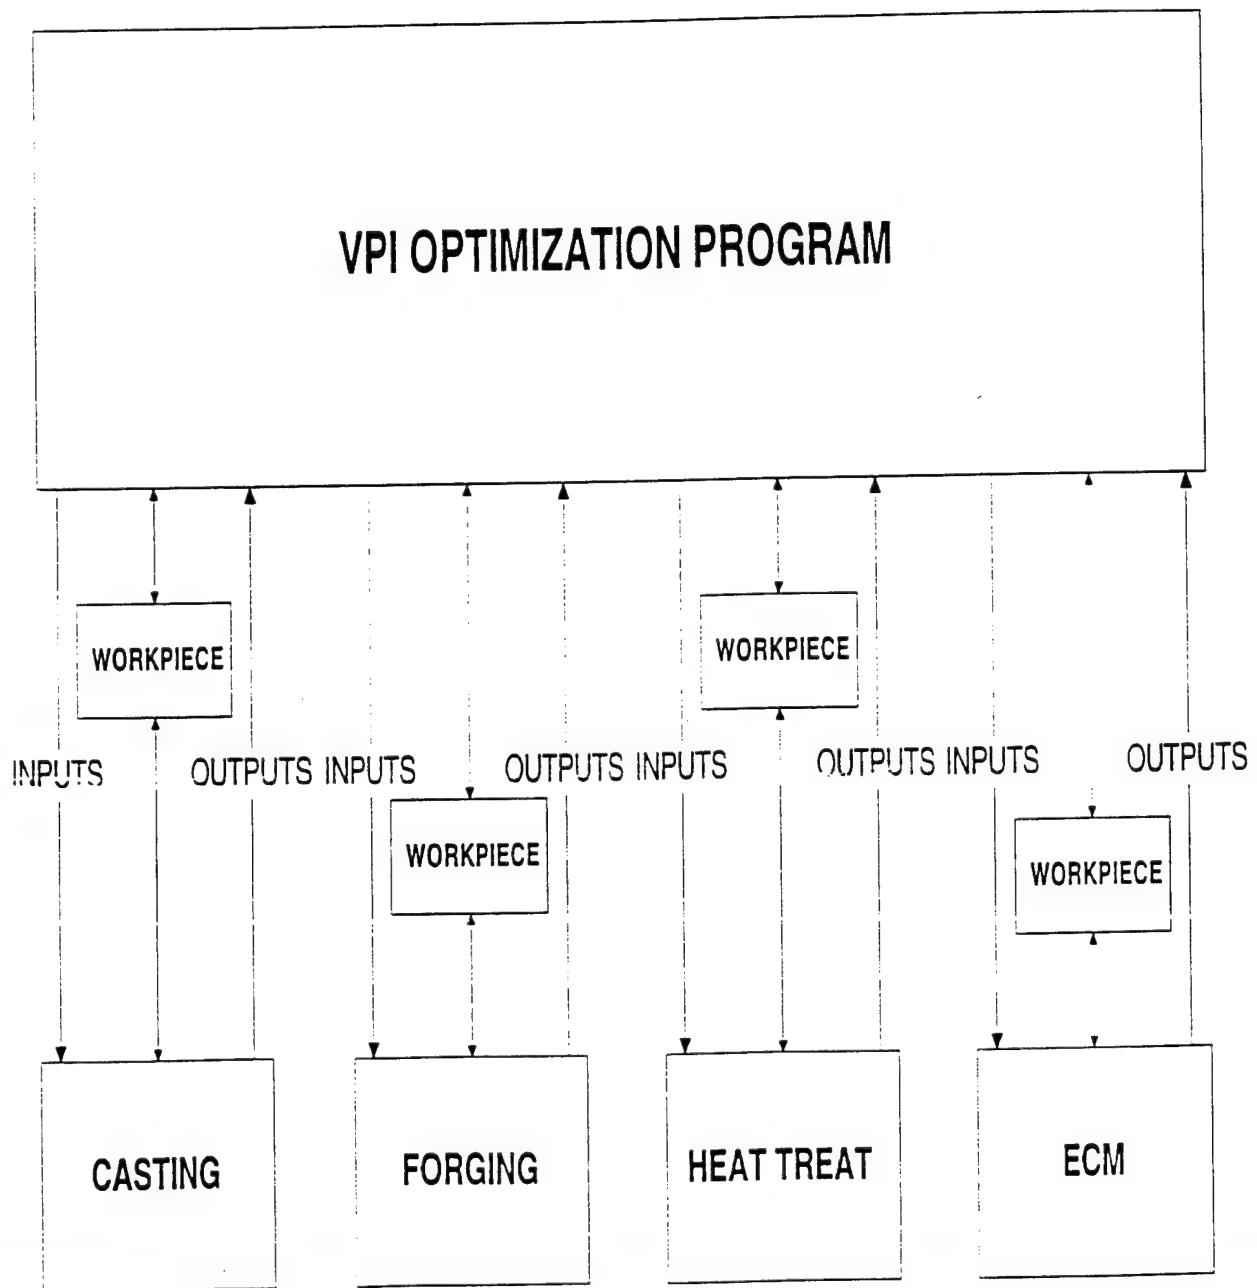 VPI OPTIMIZATION PROGRAM
WORKPIECE
WORKPIECE
INPUTS
OUTPUTS
INPUTS
OUTPUTS
INPUTS
OUTPUTS
INPUTS
OUTPUTS
WORKPIECE
WORKPIECE
CASTING
FORGING
HEAT TREAT
ECM